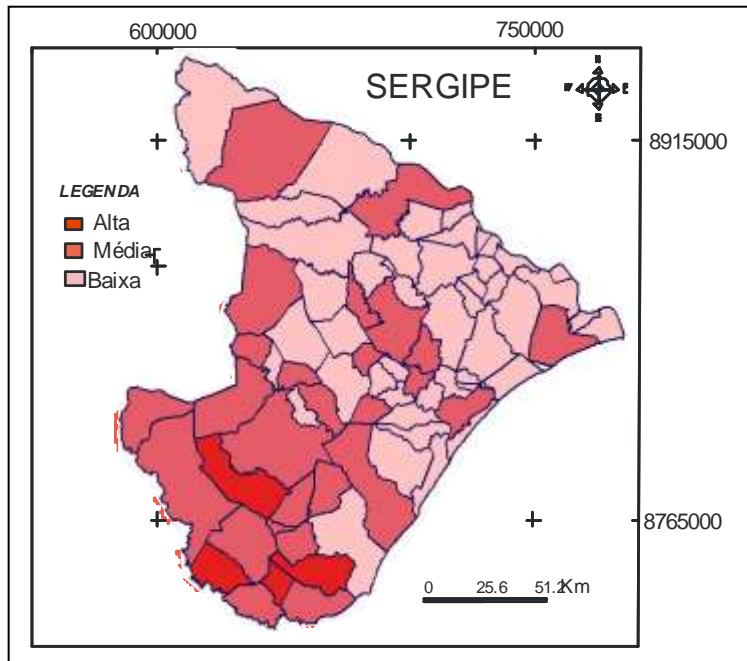 600000 750000
SERGIPE
N
W E
8915000
LEGENDA
Alta
Média
Baixa
8765000
0 25.6 51.2 Km